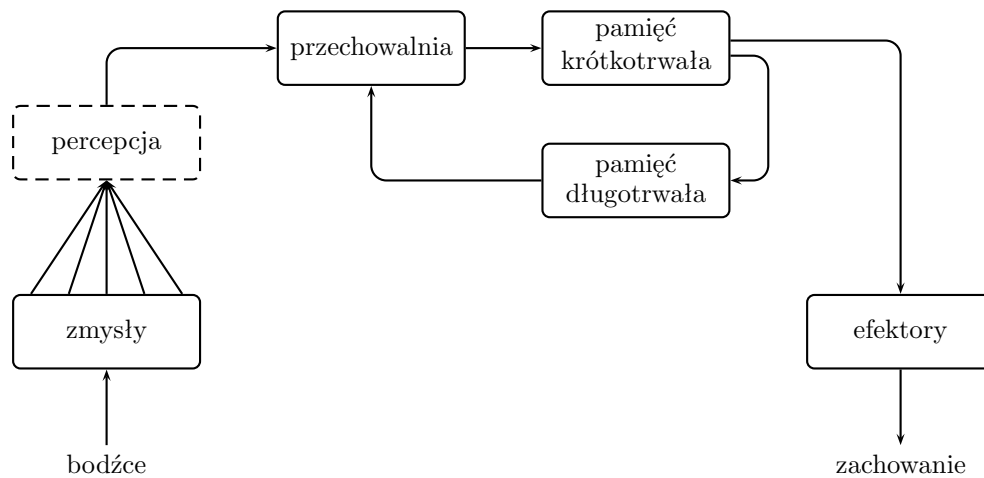 przechowalnia
pamięć
krótkotrwała
percepcja
pamięć
długotrwała
zmysły
efektory
bodźce
zachowanie